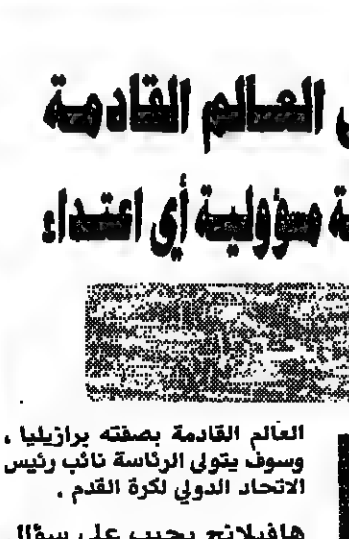 العالم القادمة
مسؤولية أى اعتداء
العالم القادمة بصفته برازيليا ،
وسوف يتولى الرئاسة نائب رئيس
الاتحاد الدولي لكرة القدم .
هافيلانج يجيب على سؤال